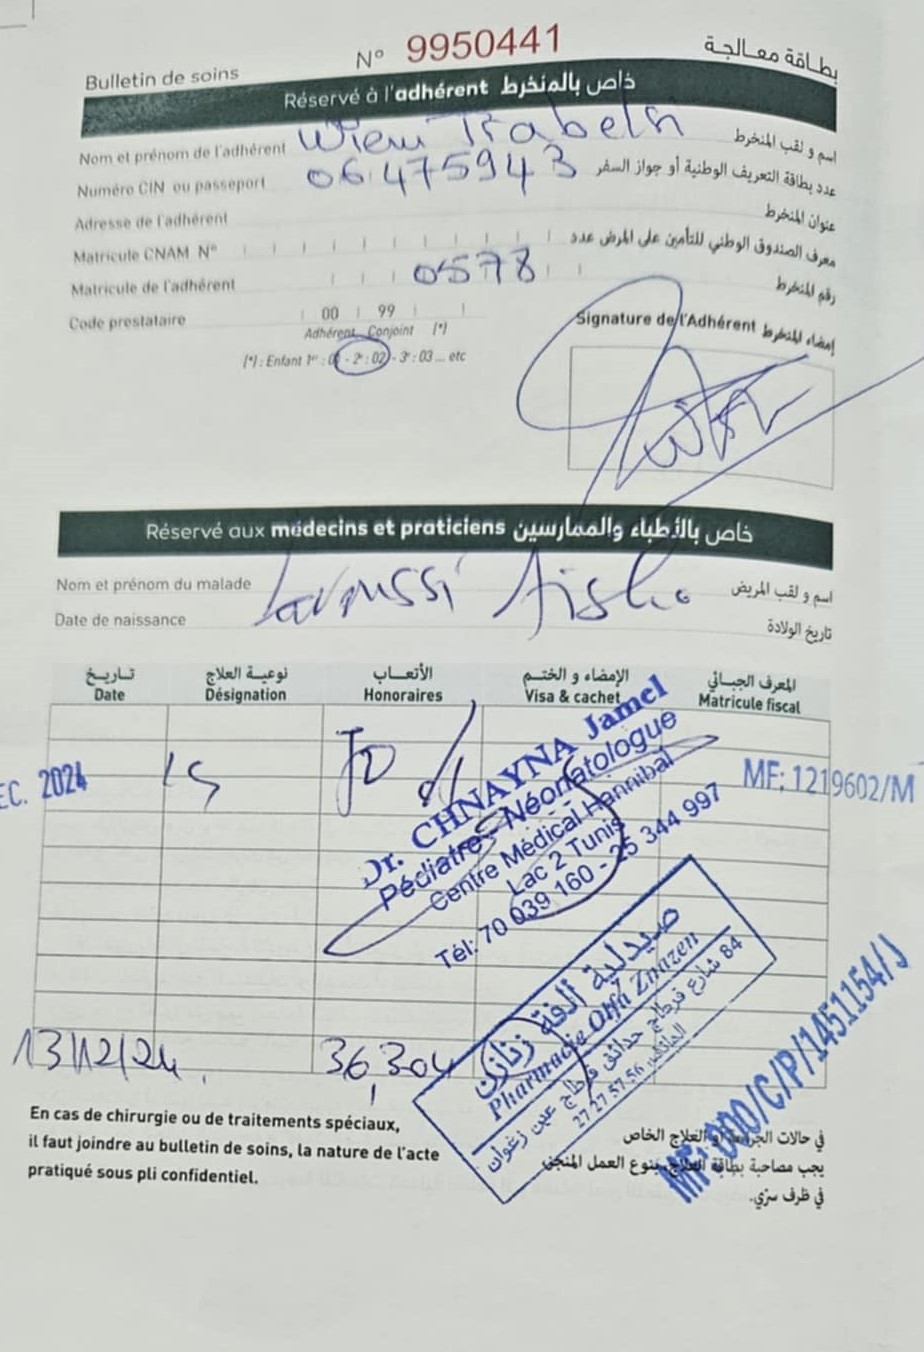 Bulletin de soins N° 9950441 بطاقة معالجة
Réservé à l'adhérent خاص بالمنخرط
Nom et prénom de l'adhérent Wiem Trabelsi اسم و لقب المنخرط
Numéro CIN ou passeport 06475943 عدد بطاقة التعريف الوطنية أو جواز السفر
Adresse de l'adhérent عنوان المنخرط
Matricule CNAM N° معرف الصندوق الوطني للتأمين على المرض عدد
Matricule de l'adhérent 0578 رقم المنخرط
Code prestataire 00 99
Adhérent Conjoint (*)
(*) : Enfant 1er : 01 - 2e : 02 - 3e : 03 ... etc
Signature de l'Adhérent إمضاء المنخرط
Réservé aux médecins et praticiens خاص بالأطباء والممارسين
Nom et prénom du malade Aisha اسم و لقب المريض
Date de naissance تاريخ الولادة
تاريخ نوعية العلاج الأتعاب الإمضاء و الختم المعرف الجبائي
Date Désignation Honoraires Visa & cachet Matricule fiscal
EC. 2024
MF: 1219602/M
Dr. CHNAYNA Jamel
Pédiatre - Néonatologue
Centre Médical Hannibal
Lac 2 Tunis
Tél: 70 039 160 - 25 344 997
13/12/24 36,304
صيدلية ألفة زنازن
Pharmacie Olfa Znazen
84 شارع قرطاج حدائق قرطاج عين زغوان
27 27 57 56
MF: 000/C/P/1451154/J
En cas de chirurgie ou de traitements spéciaux,
il faut joindre au bulletin de soins, la nature de l'acte
pratiqué sous pli confidentiel.
في حالات الجراحة أو العلاج الخاص
يجب مصاحبة بطاقة العلاج بنوع العمل المنجز
في ظرف سرّي.